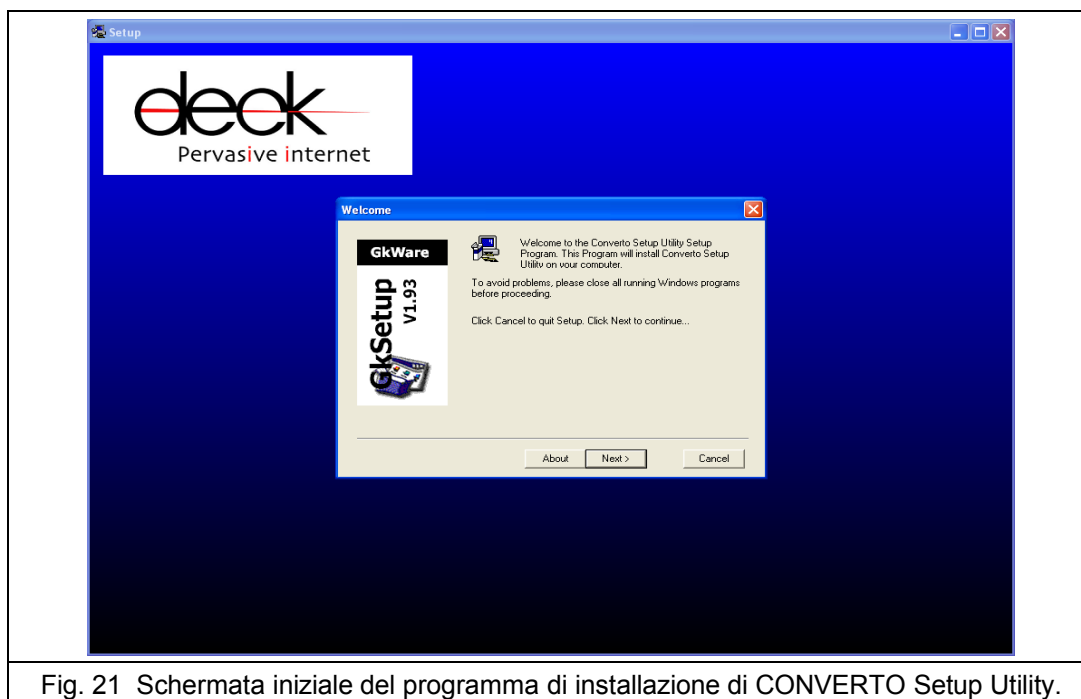 Setup
deck
Pervasive internet
Welcome
GkWare
GkSetup
V1.93
Welcome to the Converto Setup Utility Setup
Program. This Program will install Converto Setup
Utility on your computer.
To avoid problems, please close all running Windows programs
before proceeding.
Click Cancel to quit Setup. Click Next to continue...
About
Next >
Cancel
Fig. 21 Schermata iniziale del programma di installazione di CONVERTO Setup Utility.